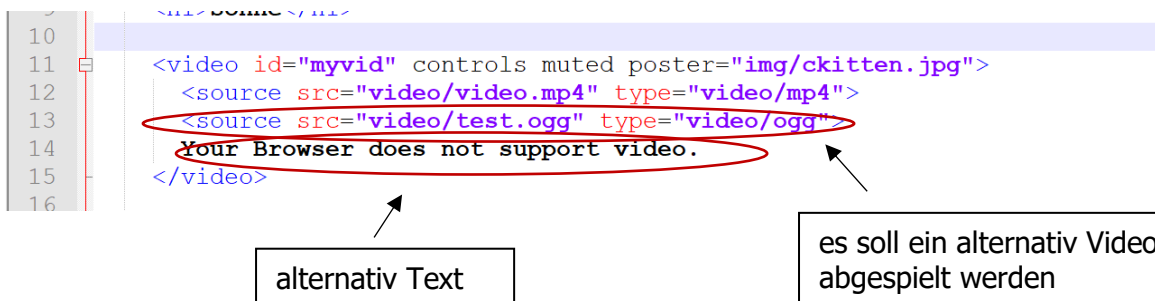 10
11 <video id="myvid" controls muted poster="img/ckitten.jpg">
12 <source src="video/video.mp4" type="video/mp4">
13 <source src="video/test.ogg" type="video/ogg">
14 Your Browser does not support video.
15 </video>
16
alternativ Text
es soll ein alternativ Video
abgespielt werden